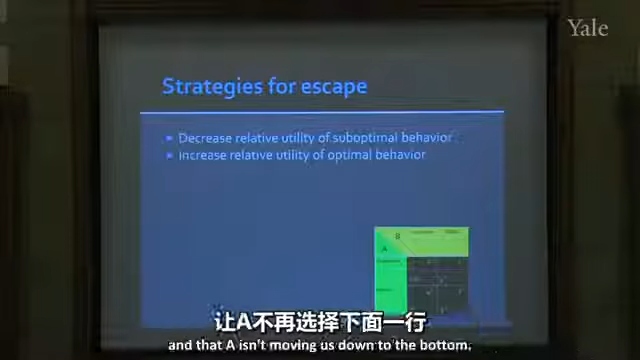 Yale
Strategies for escape
Decrease relative utility of suboptimal behavior
Increase relative utility of optimal behavior
B
A
让A不再选择下面一行
and that A isn't moving us down to the bottom.